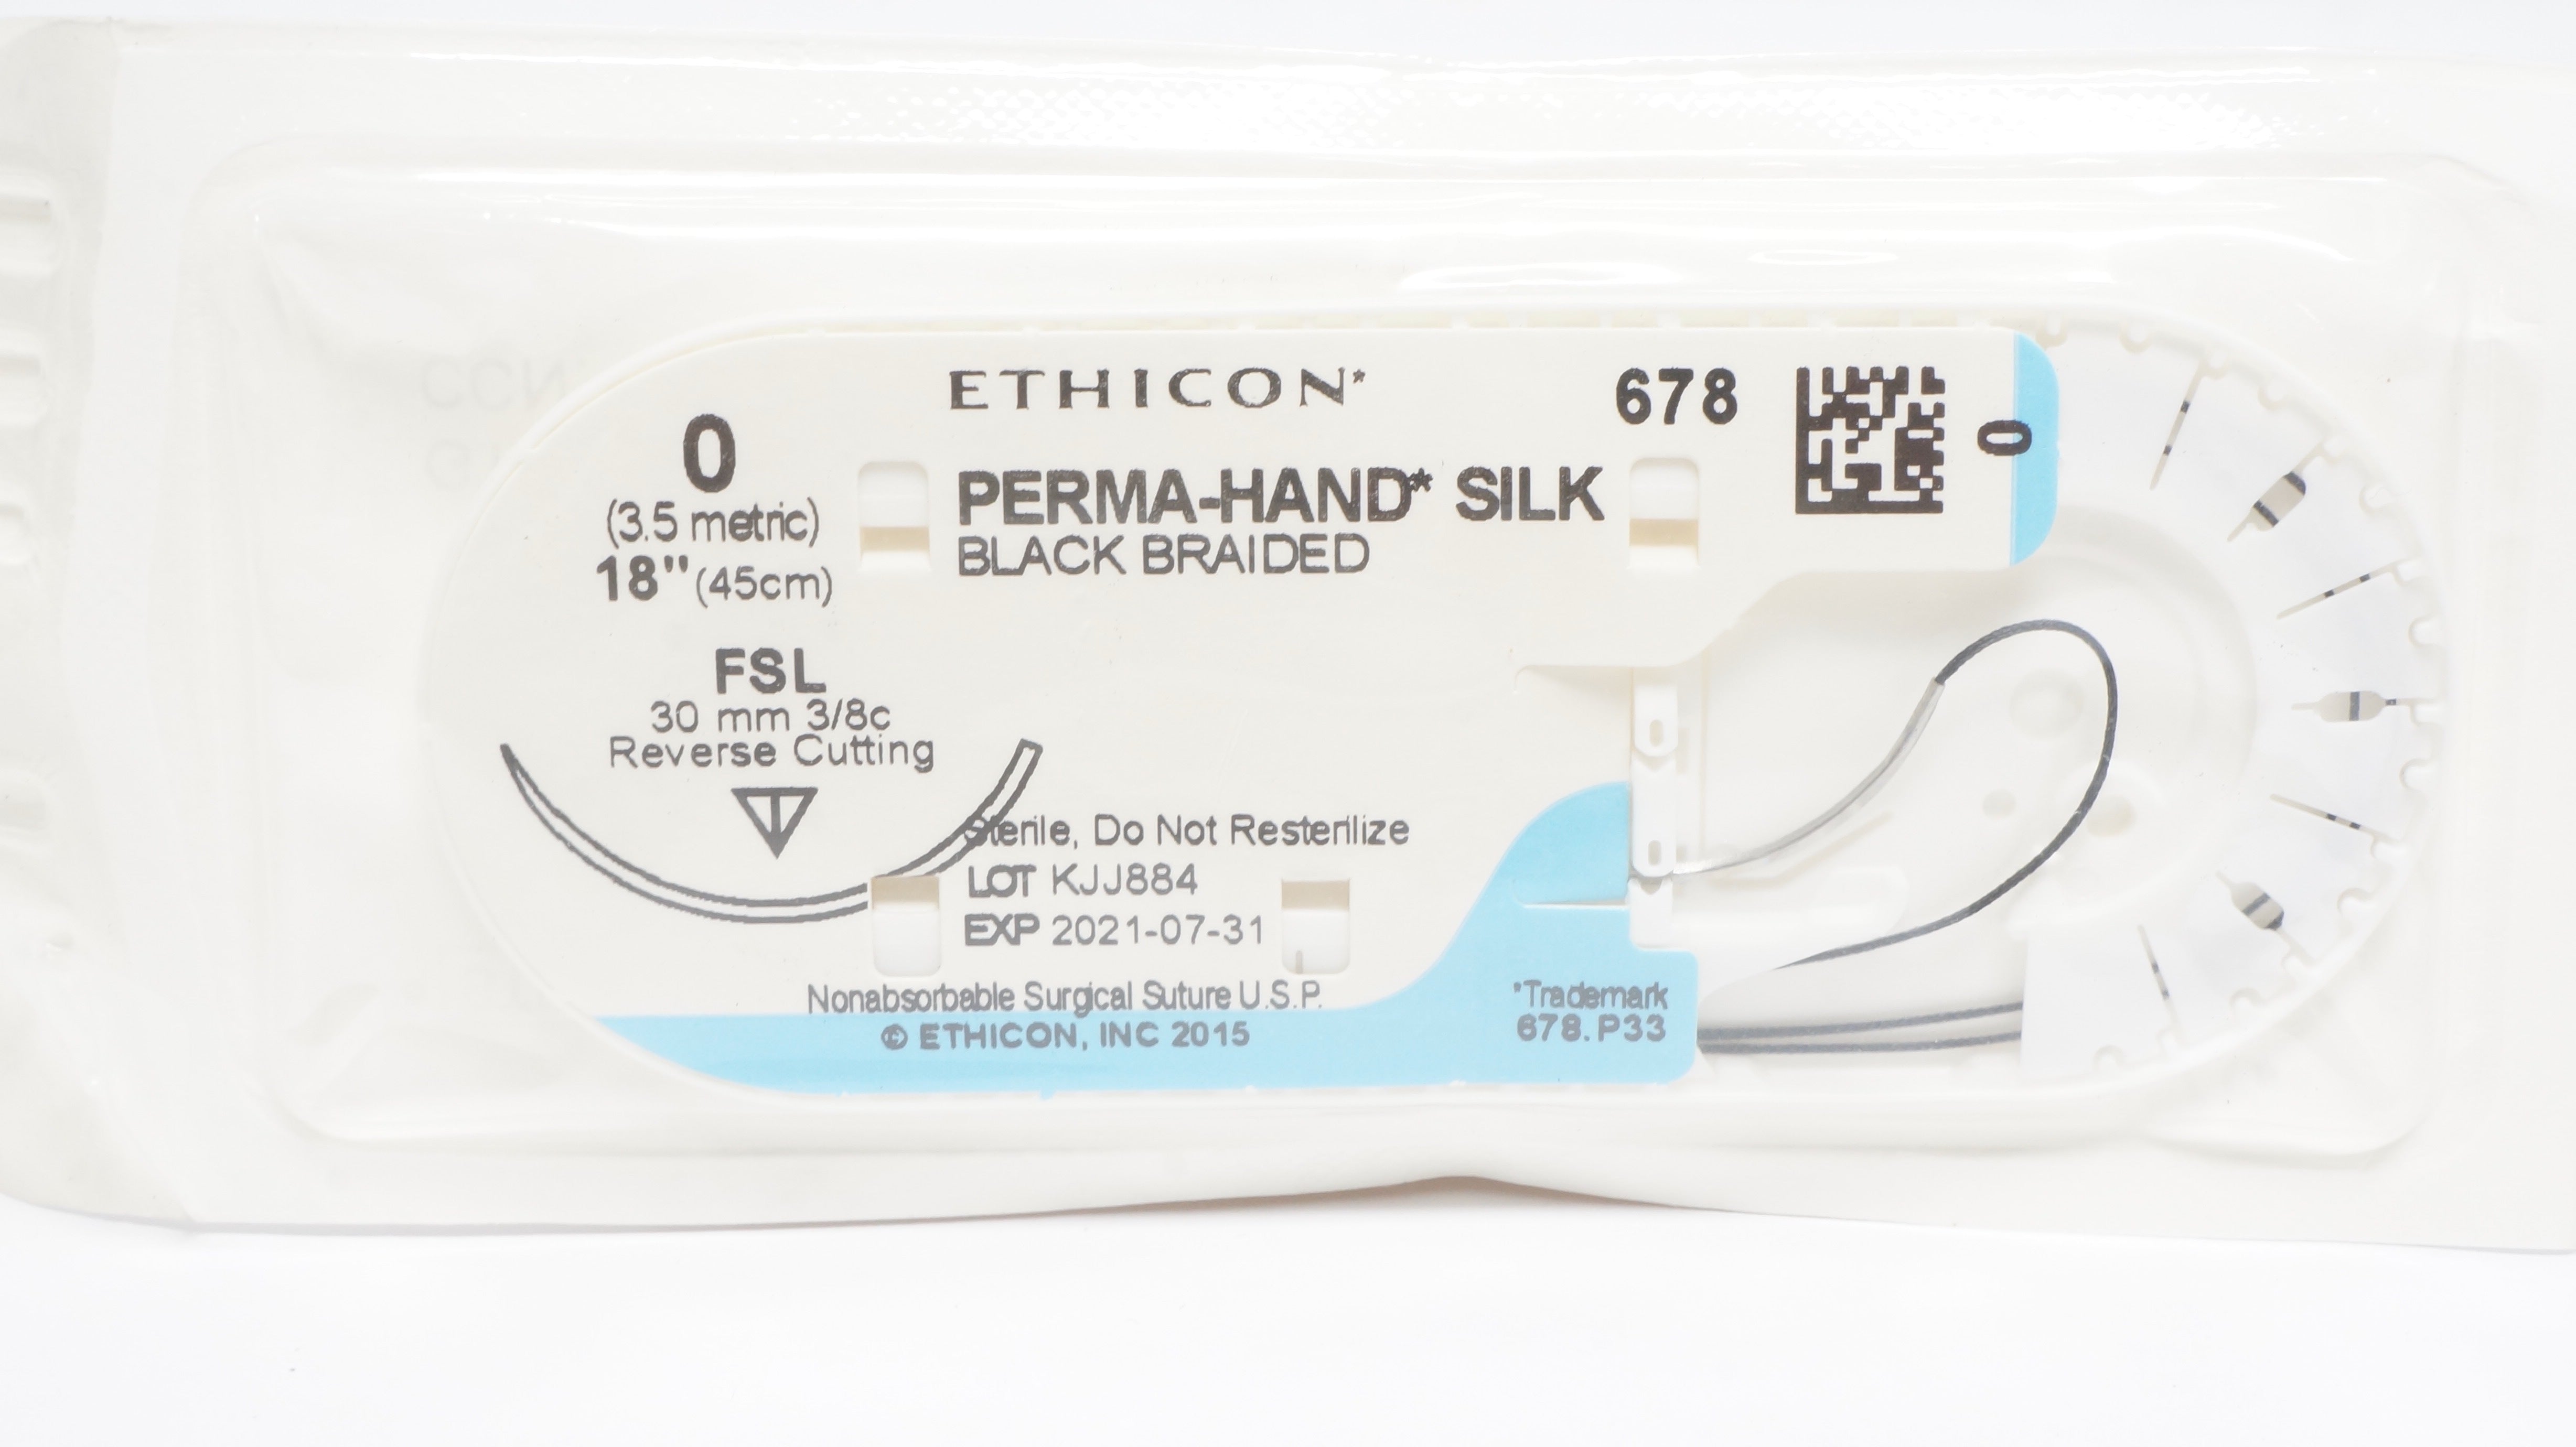 ETHICON*
678
0
0
(3.5 metric)
18" (45cm)
PERMA-HAND* SILK
BLACK BRAIDED
FSL
30 mm 3/8c
Reverse Cutting
Sterile, Do Not Resterilize
LOT KJJ884
EXP 2021-07-31
Nonabsorbable Surgical Suture U.S.P.
© ETHICON, INC 2015
*Trademark
678.P33